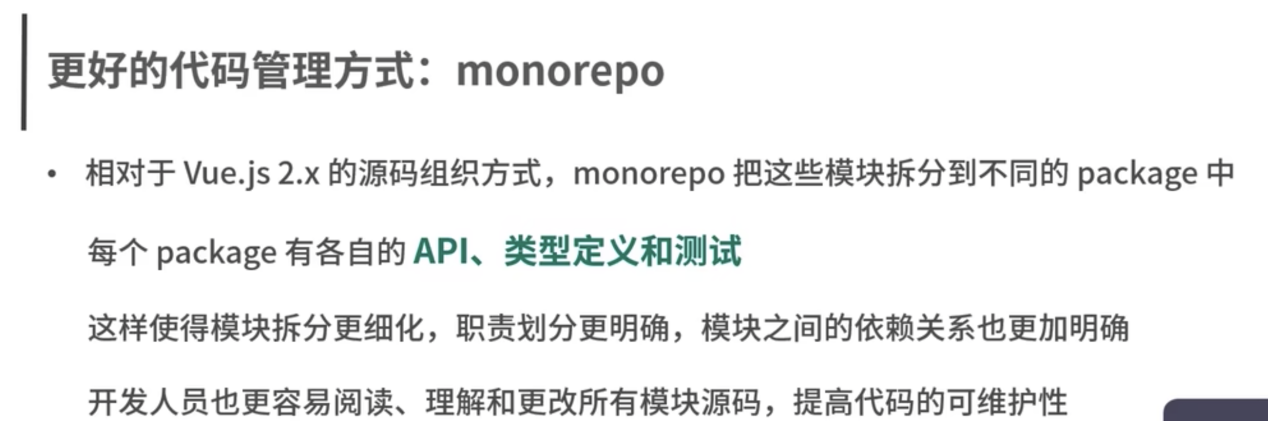 更好的代码管理方式：monorepo
• 相对于 Vue.js 2.x 的源码组织方式，monorepo 把这些模块拆分到不同的 package 中
每个 package 有各自的 API、类型定义和测试
这样使得模块拆分更细化，职责划分更明确，模块之间的依赖关系也更加明确
开发人员也更容易阅读、理解和更改所有模块源码，提高代码的可维护性